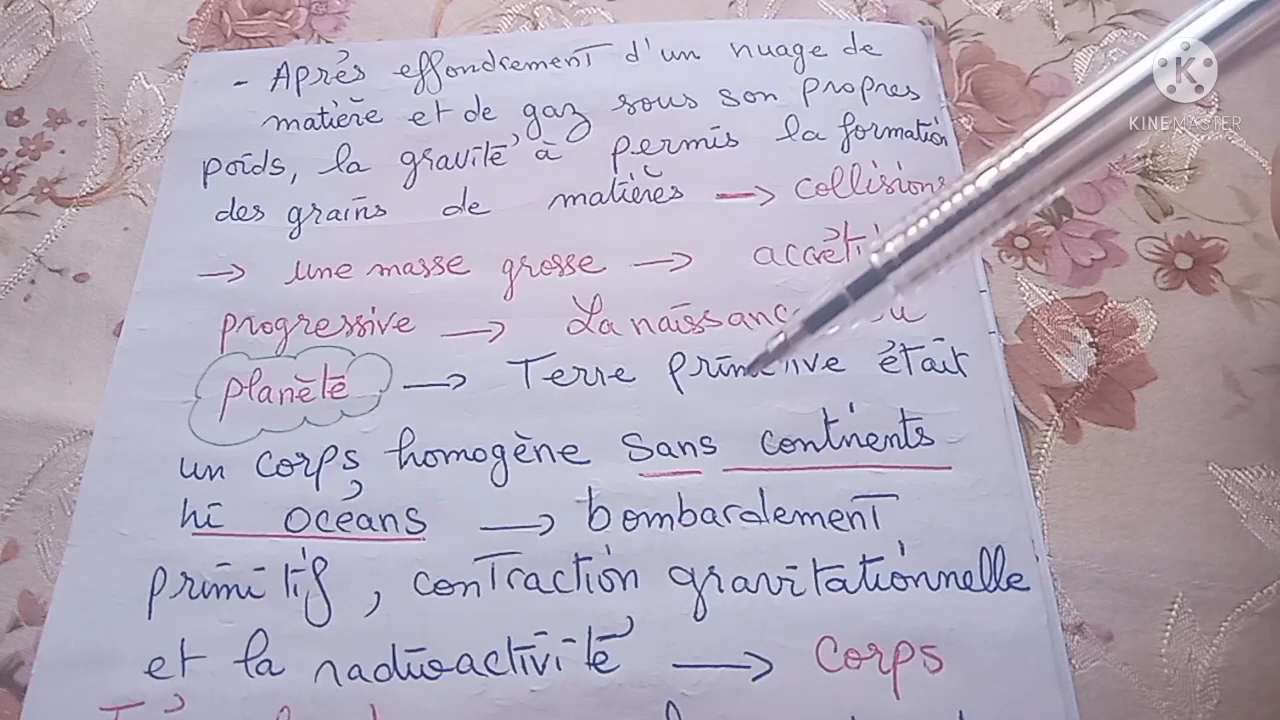 - Après effondrement d'un nuage de
matière et de gaz sous son propres
poids, la gravité à permis la formation
des grains de matières → collisions
→ une masse grosse →
progressive → La naissance
planète → Terre primitive était
un corps homogène sans continents
ni océans → bombardement
primitif, contraction gravitationnelle
et la radioactivité → corps
K
KINEMASTER